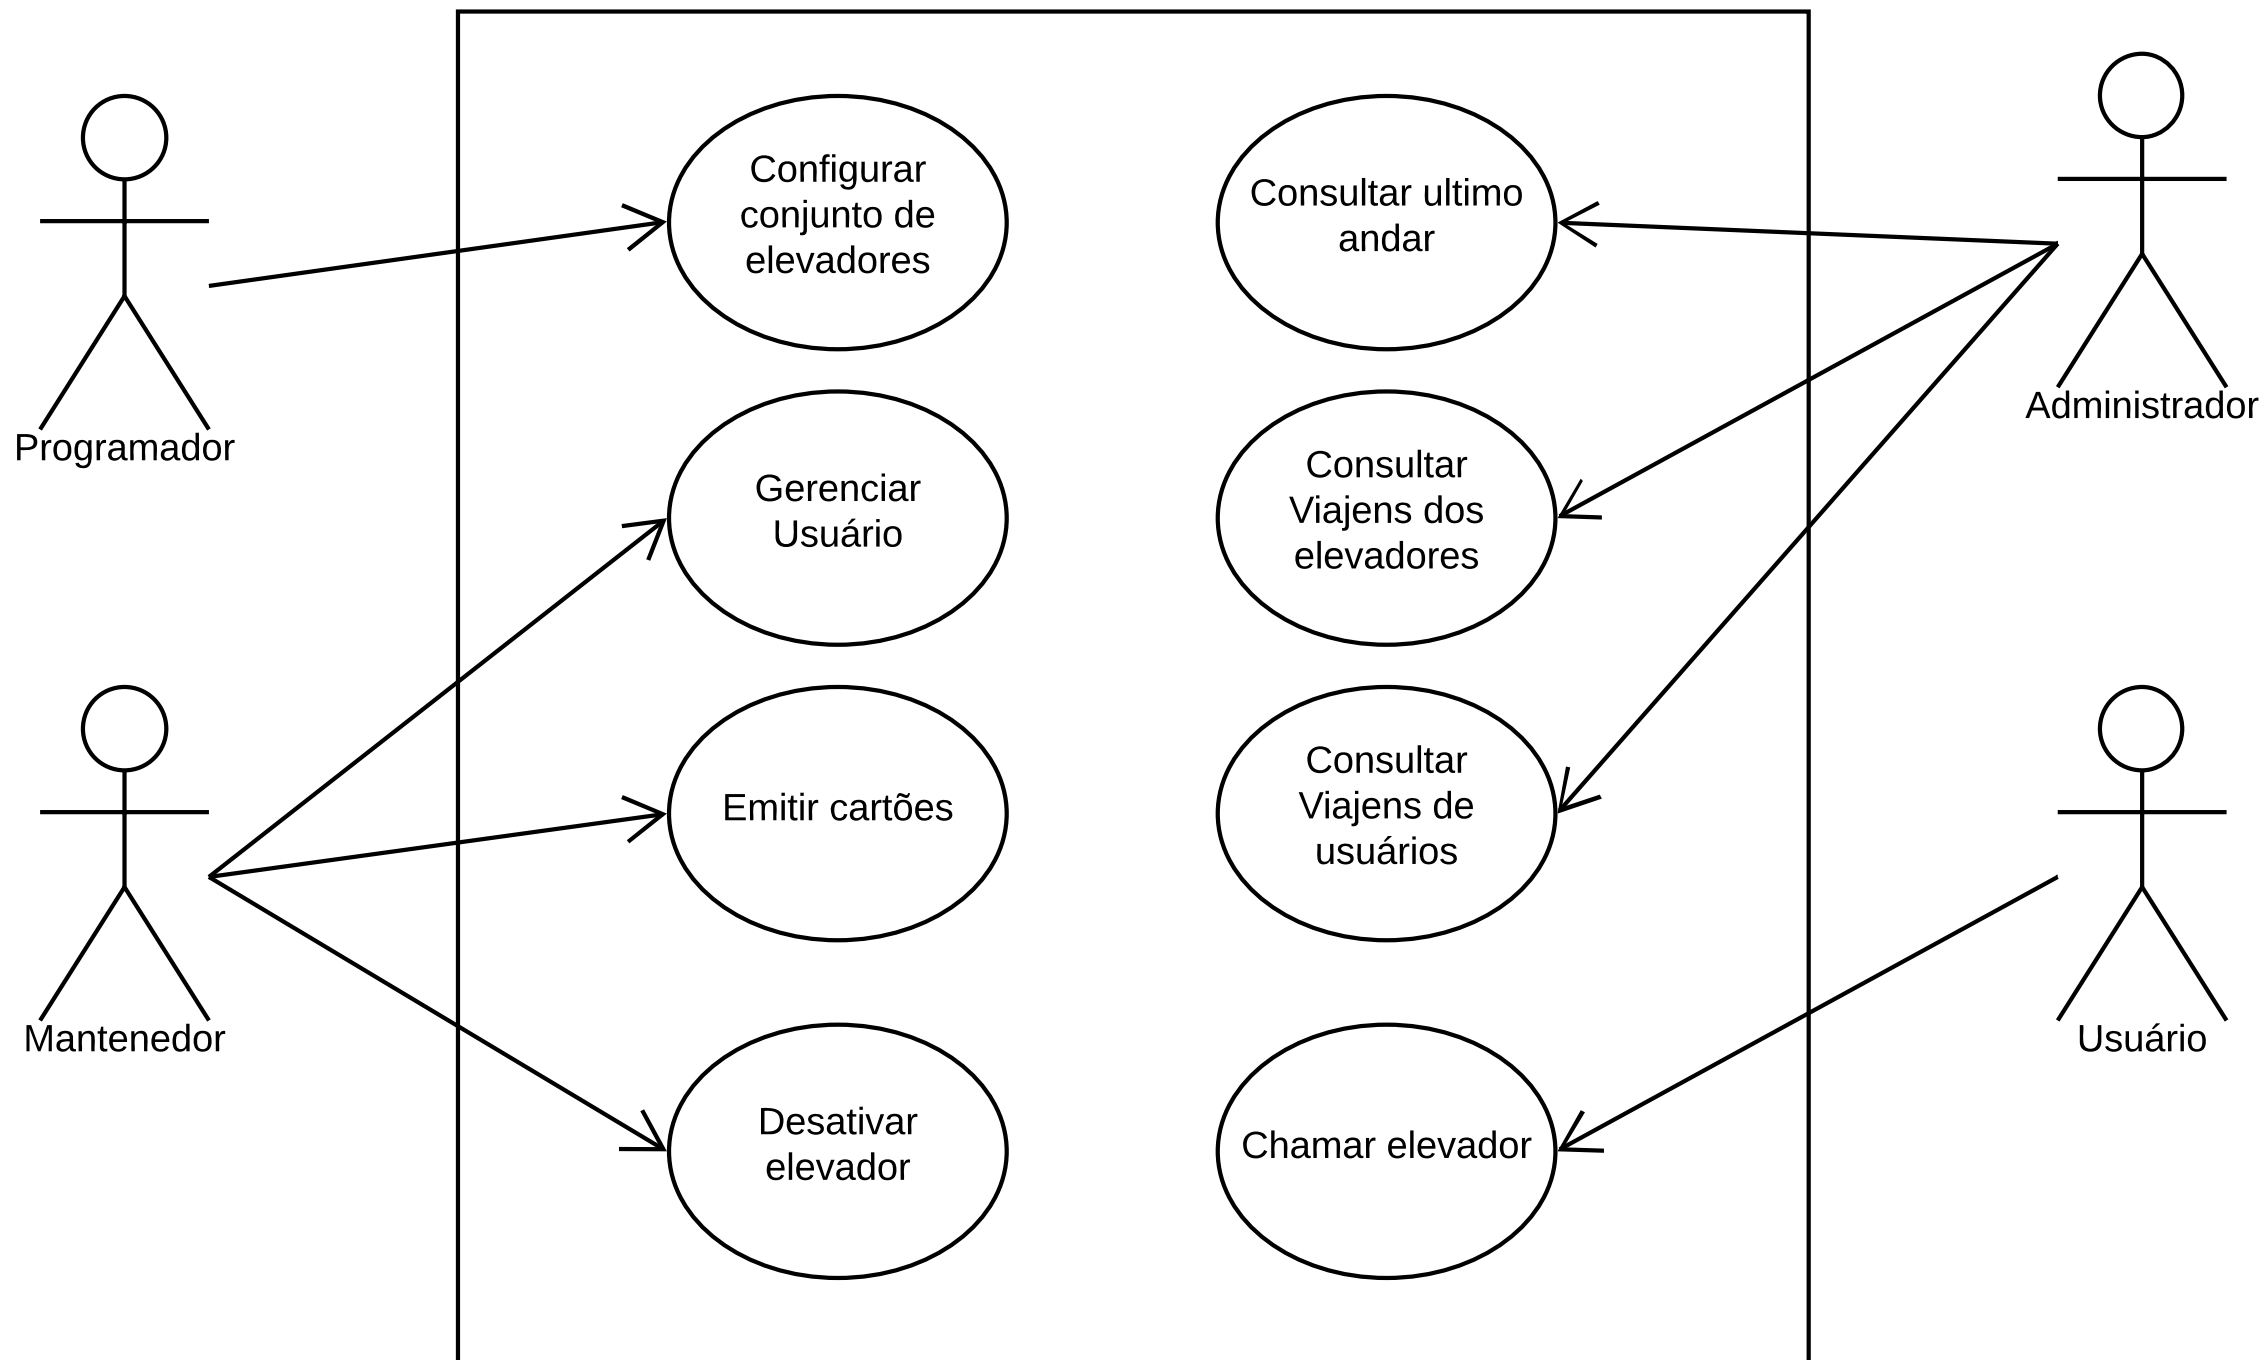 Programador
Mantenedor
Configurar
conjunto de
elevadores
Gerenciar
Usuário
Emitir cartões
Desativar
elevador
Consultar ultimo
andar
Consultar
Viajens dos
elevadores
Consultar
Viajens de
usuários
Chamar elevador
Administrador
Usuário